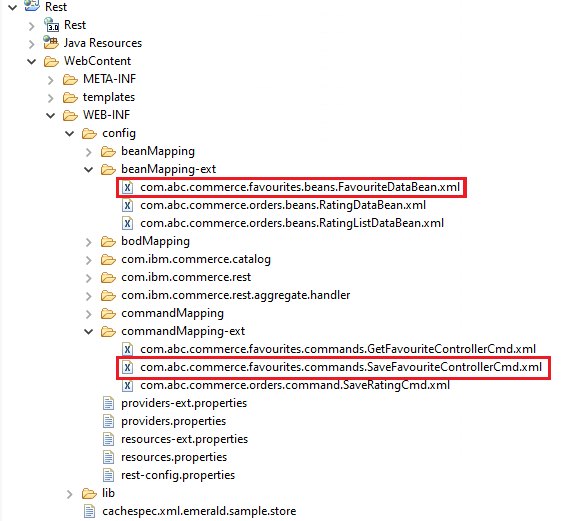 Rest
Rest
Java Resources
WebContent
META-INF
templates
WEB-INF
config
beanMapping
beanMapping-ext
com.abc.commerce.favourites.beans.FavouriteDataBean.xml
com.abc.commerce.orders.beans.RatingDataBean.xml
com.abc.commerce.orders.beans.RatingListDataBean.xml
bodMapping
com.ibm.commerce.catalog
com.ibm.commerce.rest
com.ibm.commerce.rest.aggregate.handler
commandMapping
commandMapping-ext
com.abc.commerce.favourites.commands.GetFavouriteControllerCmd.xml
com.abc.commerce.favourites.commands.SaveFavouriteControllerCmd.xml
com.abc.commerce.orders.command.SaveRatingCmd.xml
providers-ext.properties
providers.properties
resources-ext.properties
resources.properties
rest-config.properties
lib
cachespec.xml.emerald.sample.store